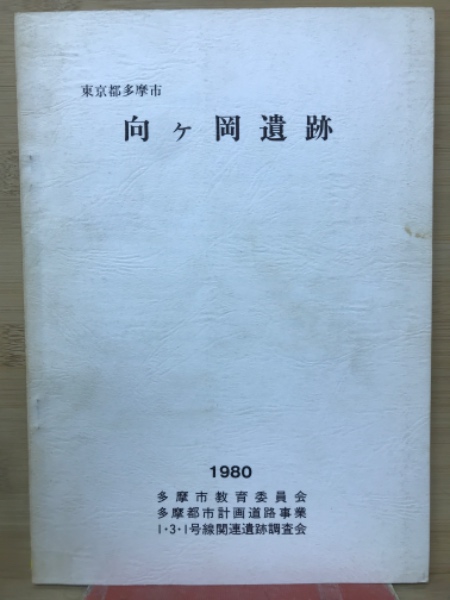 東京都多摩市
向ヶ岡遺跡
1980
多摩市教育委員会
多摩都市計画道路事業
1・3・1号線関連遺跡調査会